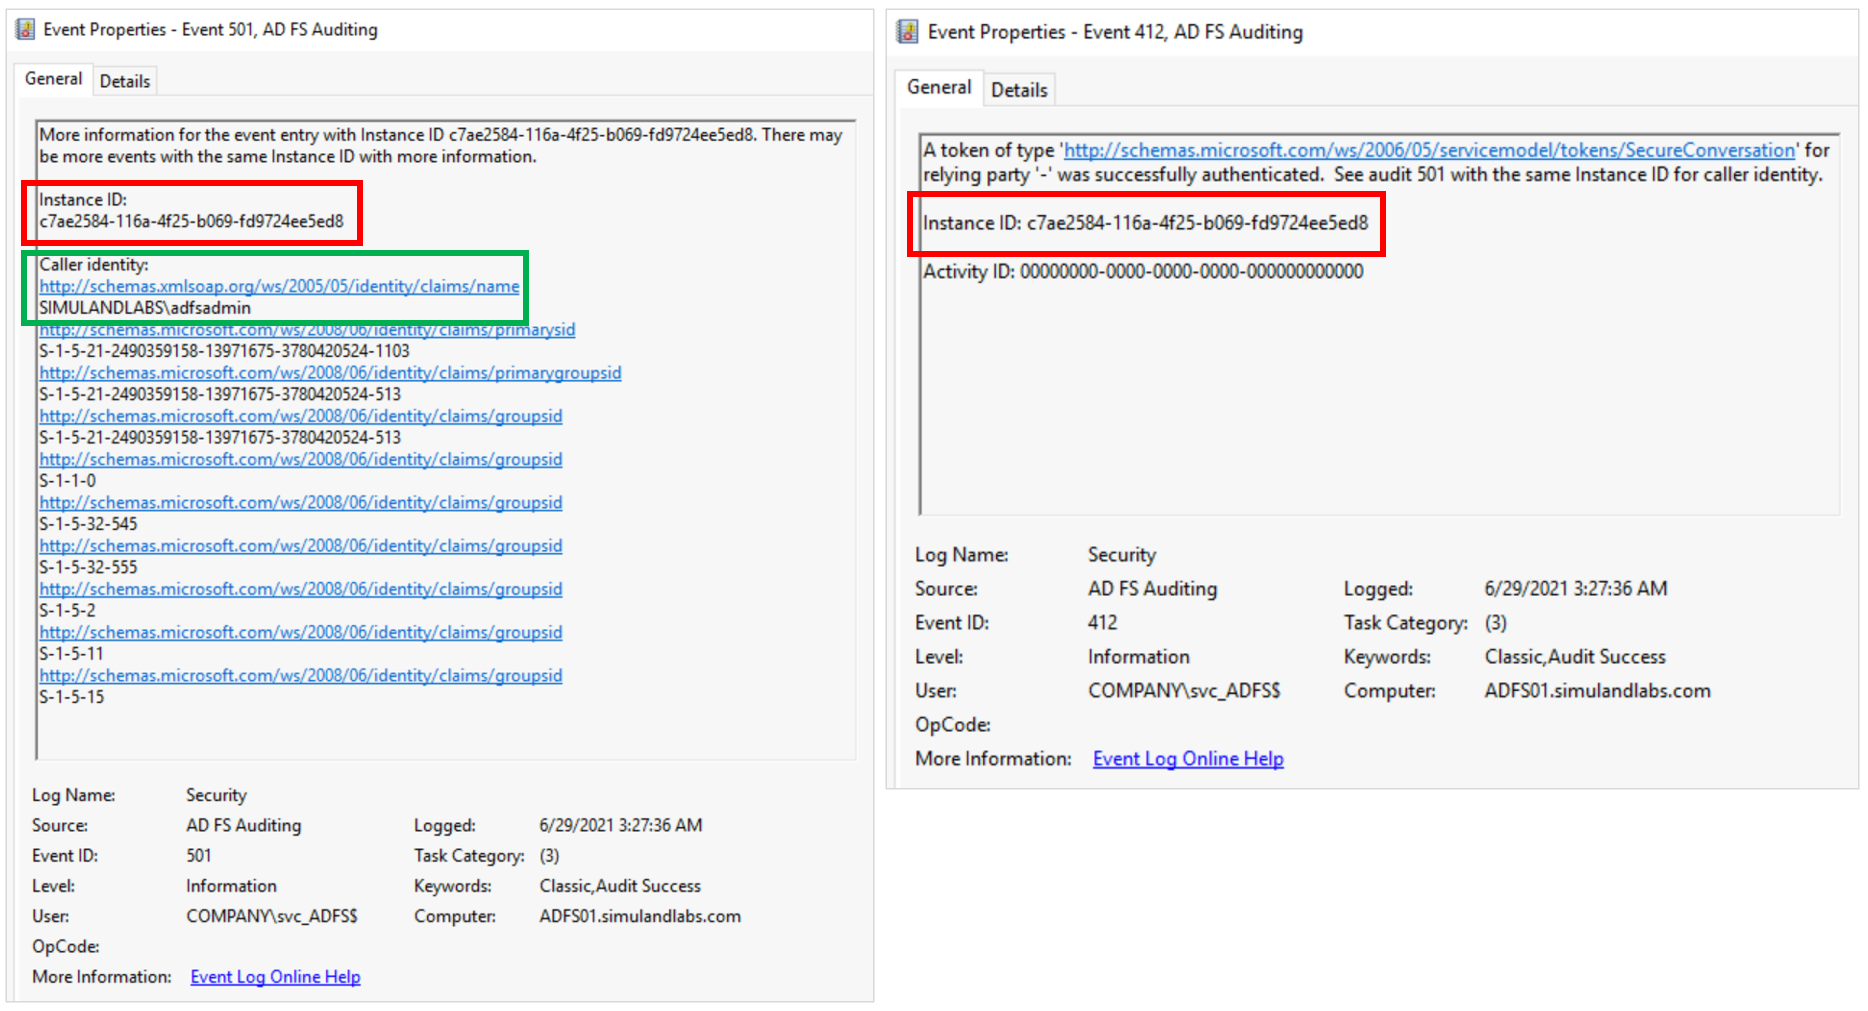 Event Properties - Event 501, AD FS Auditing
General
Details
More information for the event entry with Instance ID c7ae2584-116a-4f25-b069-fd9724ee5ed8. There may
be more events with the same Instance ID with more information.
Instance ID:
c7ae2584-116a-4f25-b069-fd9724ee5ed8
Caller identity:
http://schemas.xmlsoap.org/ws/2005/05/identity/claims/name
SIMULANDLABS\adfsadmin
http://schemas.microsoft.com/ws/2008/06/identity/claims/primarysid
S-1-5-21-2490359158-13971675-3780420524-1103
http://schemas.microsoft.com/ws/2008/06/identity/claims/primarygroupsid
S-1-5-21-2490359158-13971675-3780420524-513
http://schemas.microsoft.com/ws/2008/06/identity/claims/groupsid
S-1-5-21-2490359158-13971675-3780420524-513
http://schemas.microsoft.com/ws/2008/06/identity/claims/groupsid
S-1-1-0
http://schemas.microsoft.com/ws/2008/06/identity/claims/groupsid
S-1-5-32-545
http://schemas.microsoft.com/ws/2008/06/identity/claims/groupsid
S-1-5-32-555
http://schemas.microsoft.com/ws/2008/06/identity/claims/groupsid
S-1-5-2
http://schemas.microsoft.com/ws/2008/06/identity/claims/groupsid
S-1-5-11
http://schemas.microsoft.com/ws/2008/06/identity/claims/groupsid
S-1-5-15
Log Name: Security
Source: AD FS Auditing Logged: 6/29/2021 3:27:36 AM
Event ID: 501 Task Category: (3)
Level: Information Keywords: Classic,Audit Success
User: COMPANY\svc_ADFS$ Computer: ADFS01.simulandlabs.com
OpCode:
More Information: Event Log Online Help
Event Properties - Event 412, AD FS Auditing
General
Details
A token of type 'http://schemas.microsoft.com/ws/2006/05/servicemodel/tokens/SecureConversation' for
relying party '-' was successfully authenticated. See audit 501 with the same Instance ID for caller identity.
Instance ID: c7ae2584-116a-4f25-b069-fd9724ee5ed8
Activity ID: 00000000-0000-0000-0000-000000000000
Log Name: Security
Source: AD FS Auditing Logged: 6/29/2021 3:27:36 AM
Event ID: 412 Task Category: (3)
Level: Information Keywords: Classic,Audit Success
User: COMPANY\svc_ADFS$ Computer: ADFS01.simulandlabs.com
OpCode:
More Information: Event Log Online Help